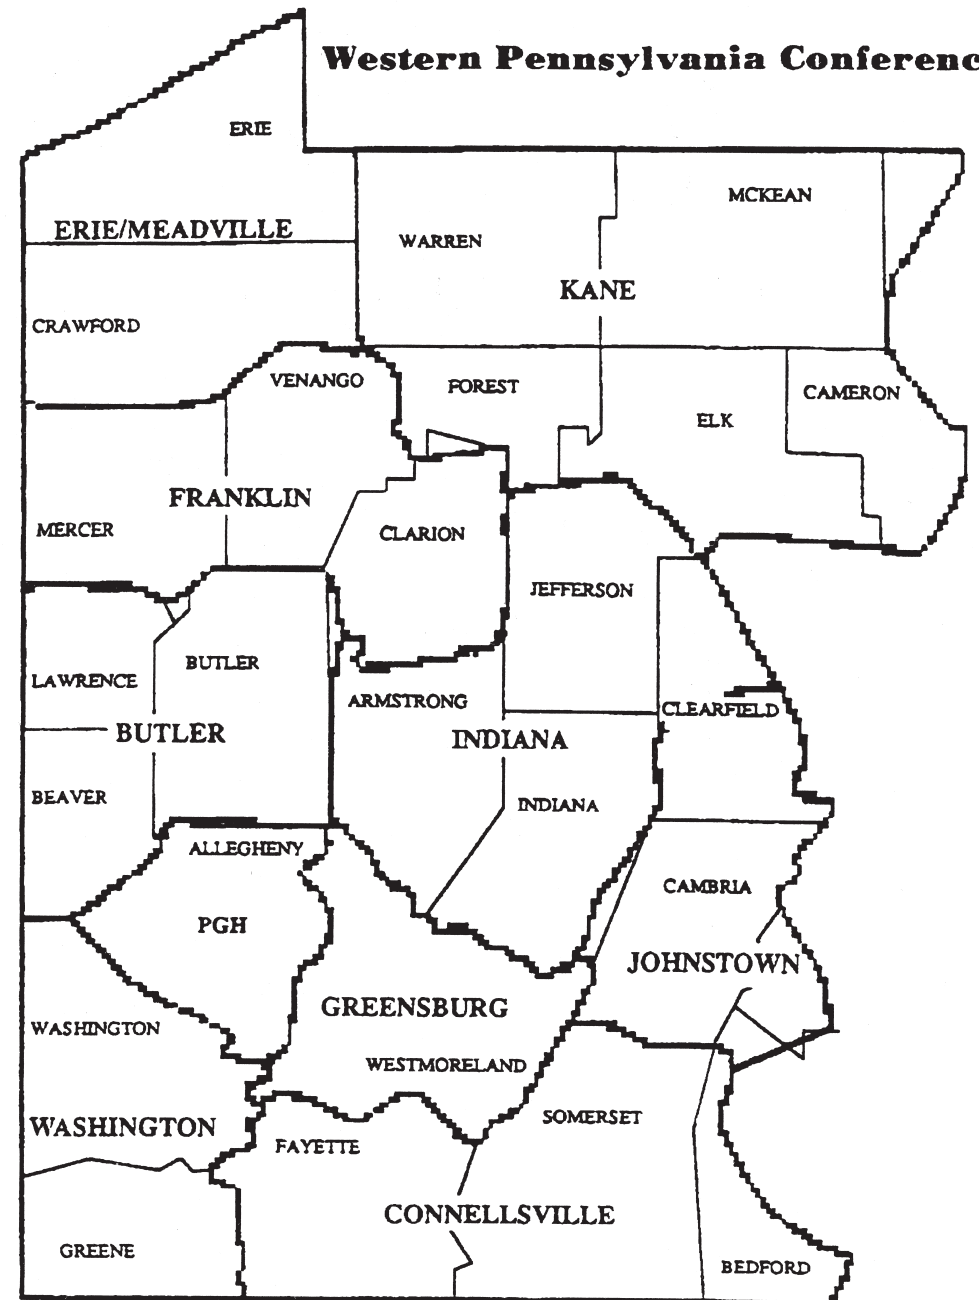 Western Pennsylvania Conferenc
ERIE
MCKEAN
ERIE/MEADVILLE
WARREN
KANE
CRAWFORD
VENANGO
FOREST
CAMERON
ELK
FRANKLIN
MERCER
CLARION
JEFFERSON
BUTLER
LAWRENCE
ARMSTRONG
CLEARFIELD
BUTLER
INDIANA
BEAVER
INDIANA
ALLEGHENY
CAMBRIA
PGH
JOHNSTOWN
GREENSBURG
WASHINGTON
WESTMORELAND
SOMERSET
WASHINGTON
FAYETTE
CONNELLSVILLE
GREENE
BEDFORD